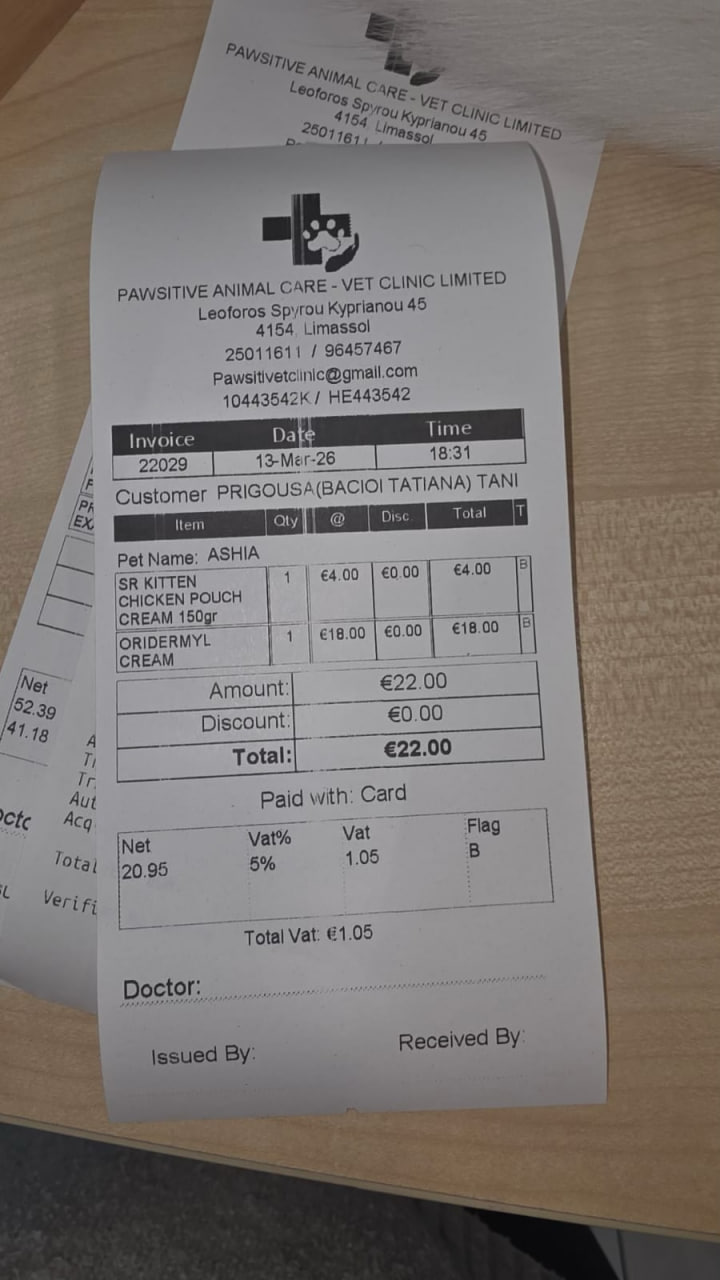 PAWSITIVE ANIMAL CARE - VET CLINIC LIMITED
Leoforos Spyrou Kyprianou 45
4154, Limassol
25011611 /
PAWSITIVE ANIMAL CARE - VET CLINIC LIMITED
Leoforos Spyrou Kyprianou 45
4154, Limassol
25011611 / 96457467
Pawsitivetclinic@gmail.com
10443542K / HE443542
Invoice Date Time
22029 13-Mar-26 18:31
Customer PRIGOUSA(BACIOI TATIANA) TANI
Item Qty @ Disc. Total T
Pet Name: ASHIA
SR KITTEN 1 €4.00 €0.00 €4.00 B
CHICKEN POUCH
CREAM 150gr
ORIDERMYL 1 €18.00 €0.00 €18.00 B
CREAM
Amount: €22.00
Discount: €0.00
Total: €22.00
Paid with: Card
Net Vat% Vat Flag
20.95 5% 1.05 B
Total Vat: €1.05
Doctor:
Issued By: Received By:
Net
52.39
41.18
Total